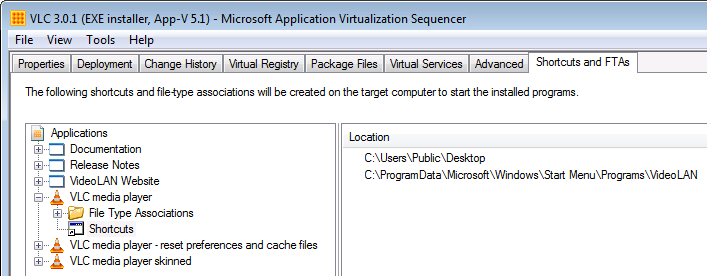 VLC 3.0.1 (EXE installer, App-V 5.1) - Microsoft Application Virtualization Sequencer
File View Tools Help
Properties Deployment Change History Virtual Registry Package Files Virtual Services Advanced Shortcuts and FTAs
The following shortcuts and file-type associations will be created on the target computer to start the installed programs.
Applications
Documentation
Release Notes
VideoLAN Website
VLC media player
File Type Associations
Shortcuts
VLC media player - reset preferences and cache files
VLC media player skinned
Location
C:\Users\Public\Desktop
C:\ProgramData\Microsoft\Windows\Start Menu\Programs\VideoLAN